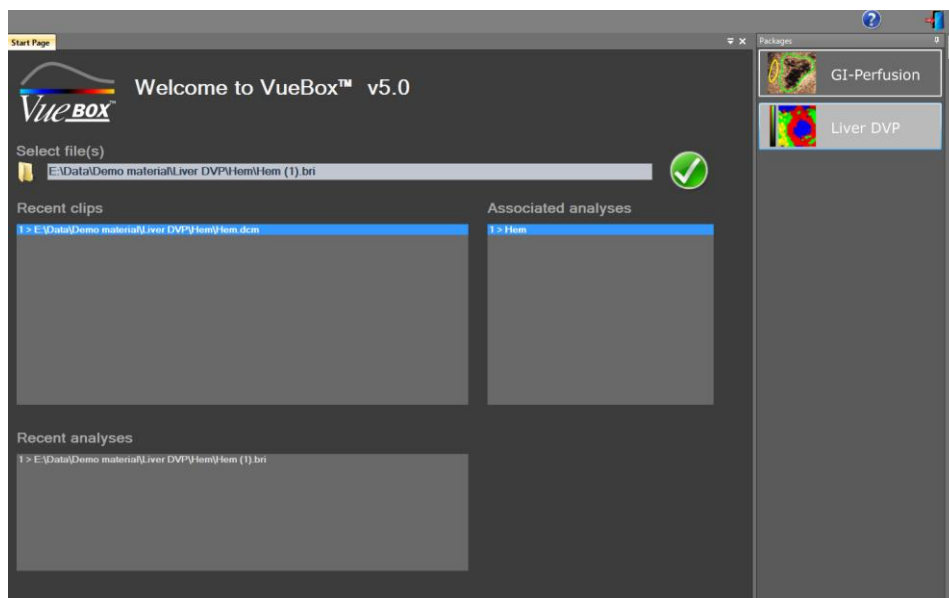 ?
Start Page
Packages
VUEBOX™
Welcome to VueBox™ v5.0
GI-Perfusion
Liver DVP
Select file(s)
E:\Data\Demo material\Liver DVP\Hem\Hem (1).bri
Recent clips
Associated analyses
1 > E:\Data\Demo material\Liver DVP\Hem\Hem.dcm
1 > Hem
Recent analyses
1 > E:\Data\Demo material\Liver DVP\Hem\Hem (1).bri